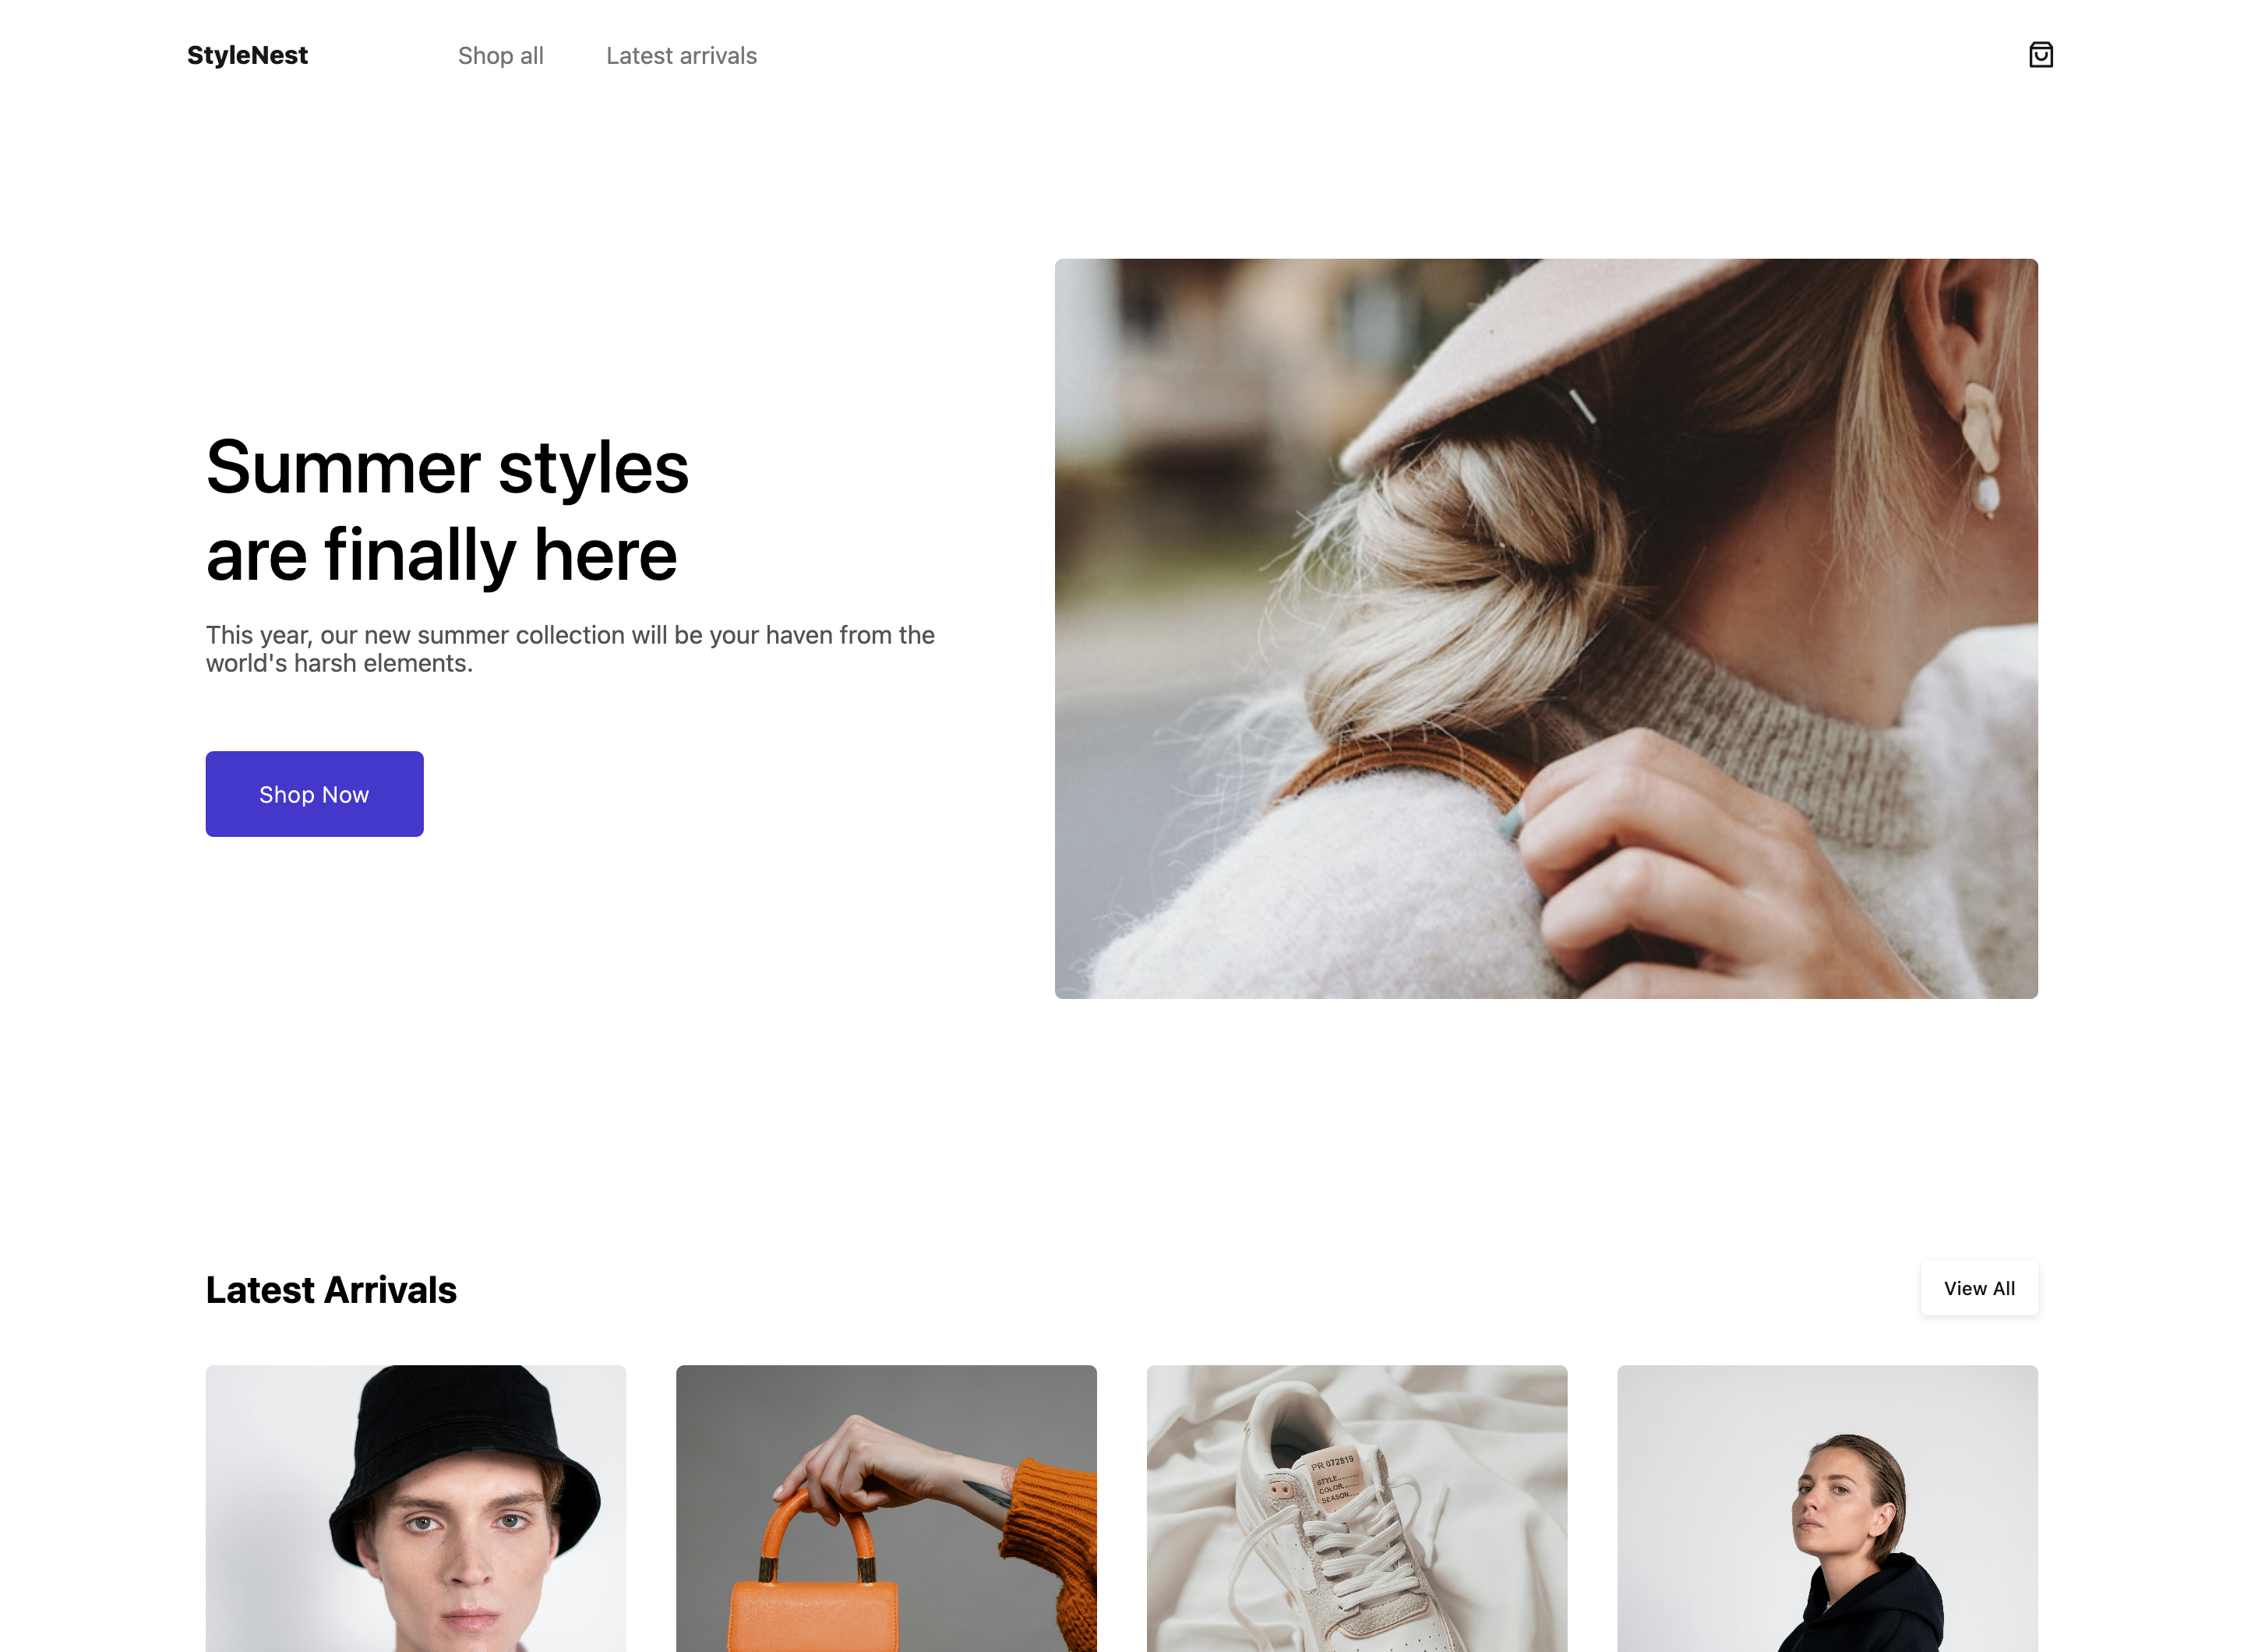 StyleNest
Shop all
Latest arrivals
Summer styles
are finally here
This year, our new summer collection will be your haven from the
world's harsh elements.
Shop Now
Latest Arrivals
View All
PR 072819
STYLE..........
COLOR..........
SEASON....